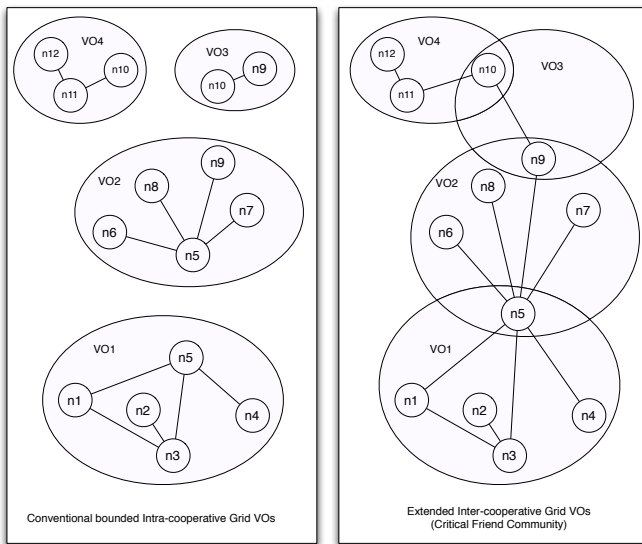 VO4
n12
n10
n11
VO3
n9
n10
VO2
n9
n8
n7
n6
n5
VO1
n5
n1
n2
n4
n3
Conventional bounded Intra-cooperative Grid VOs
VO4
n12
n10
n11
VO3
n9
VO2
n8
n7
n6
n5
VO1
n1
n2
n4
n3
Extended Inter-cooperative Grid VOs
(Critical Friend Community)